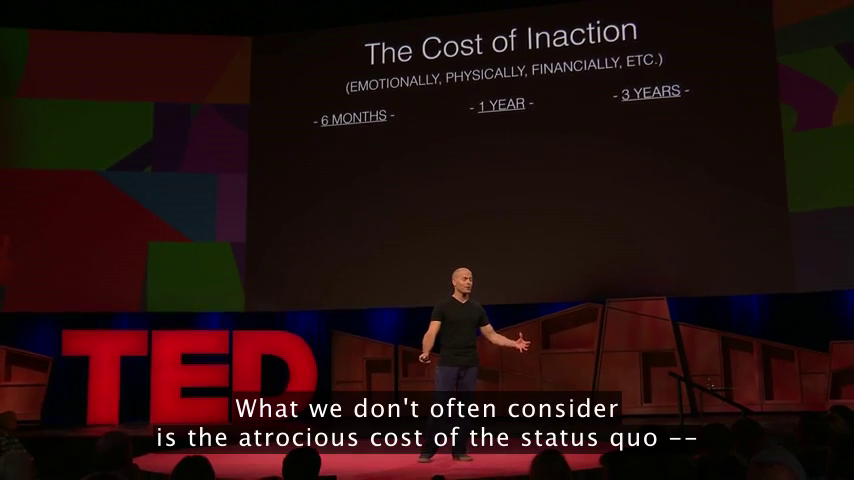 The Cost of Inaction
(EMOTIONALLY, PHYSICALLY, FINANCIALLY, ETC.)
- 6 MONTHS - - 1 YEAR - - 3 YEARS -
TED
What we don't often consider
is the atrocious cost of the status quo --